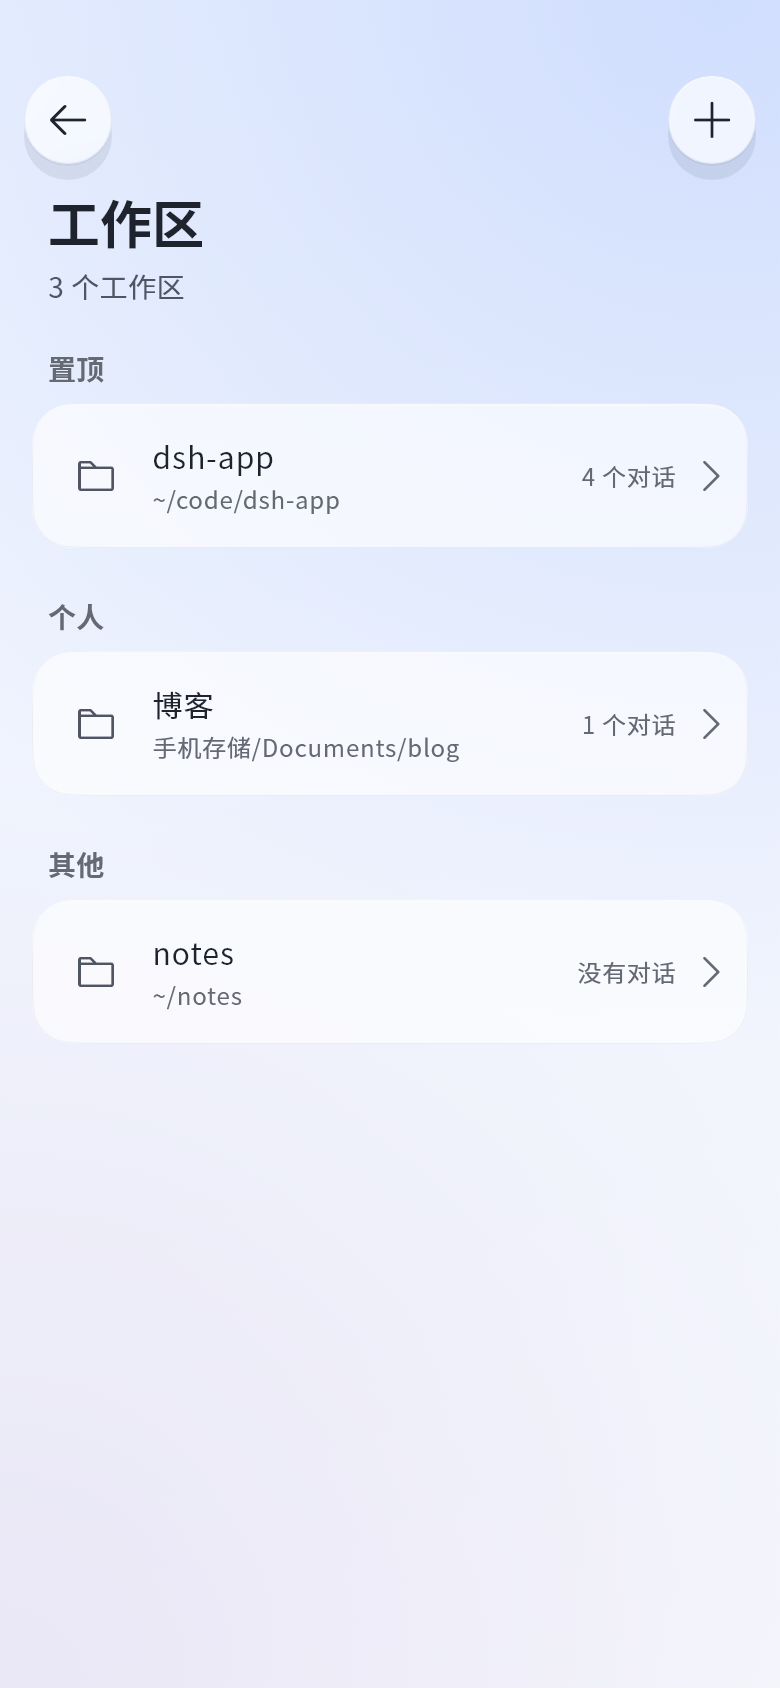 工作区
3 个工作区
置顶
dsh-app
~/code/dsh-app
4 个对话
个人
博客
手机存储/Documents/blog
1 个对话
其他
notes
~/notes
没有对话